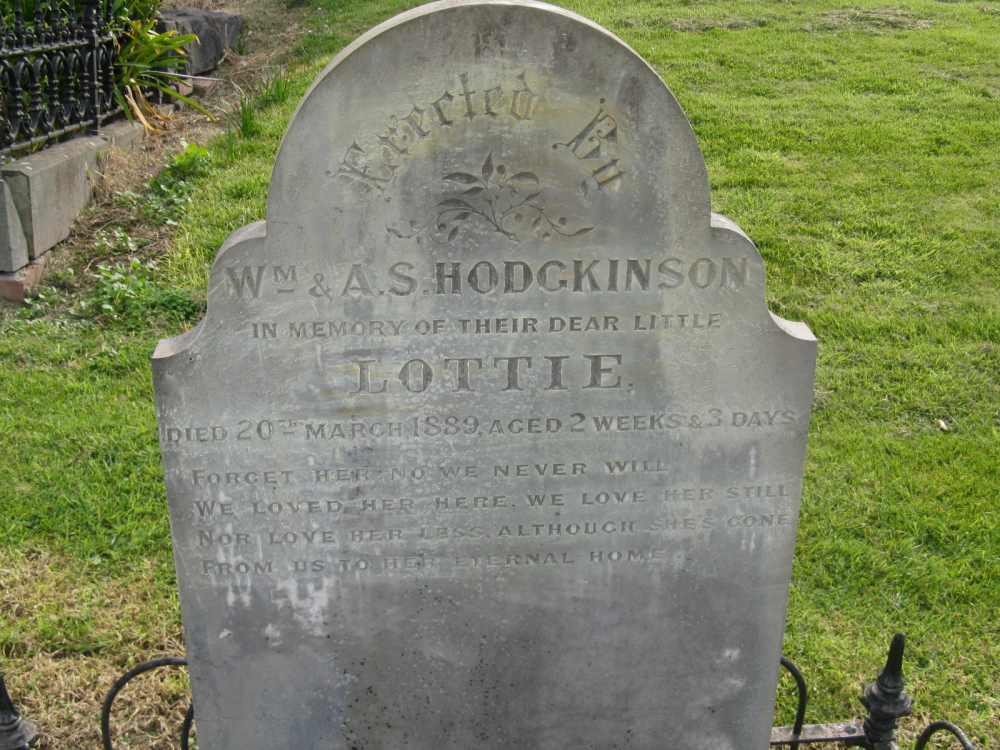 Erected By
WM & A.S. HODGKINSON
IN MEMORY OF THEIR DEAR LITTLE
LOTTIE.
DIED 20TH MARCH, 1889, AGED 2 WEEKS & 3 DAYS
FORGET HER, NO, WE NEVER WILL
WE LOVED HER HERE, WE LOVE HER STILL
NOR LOVE HER LESS, ALTHOUGH SHE'S GONE
FROM US TO HER ETERNAL HOME.